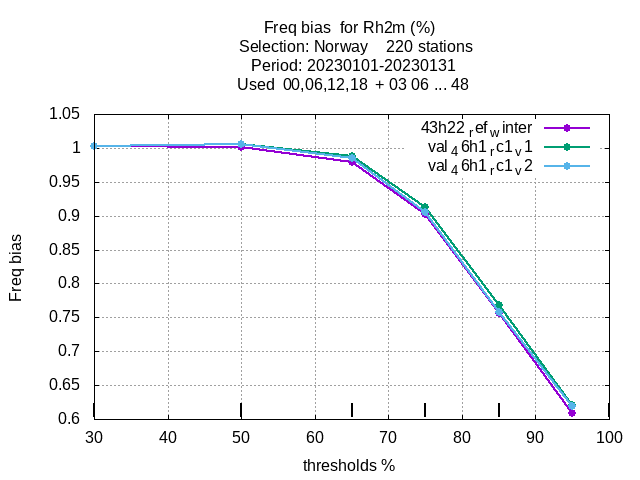 Freq bias  for Rh2m (%)
Selection: Norway    220 stations
Period: 20230101-20230131
Used  00,06,12,18  + 03 06 ... 48
43h22_ref_winter
val_46h1_rc1_v1
val_46h1_rc1_v2
1.05
1
0.95
0.9
0.85
0.8
0.75
0.7
0.65
0.6
Freq bias
30 40 50 60 70 80 90 100
thresholds %